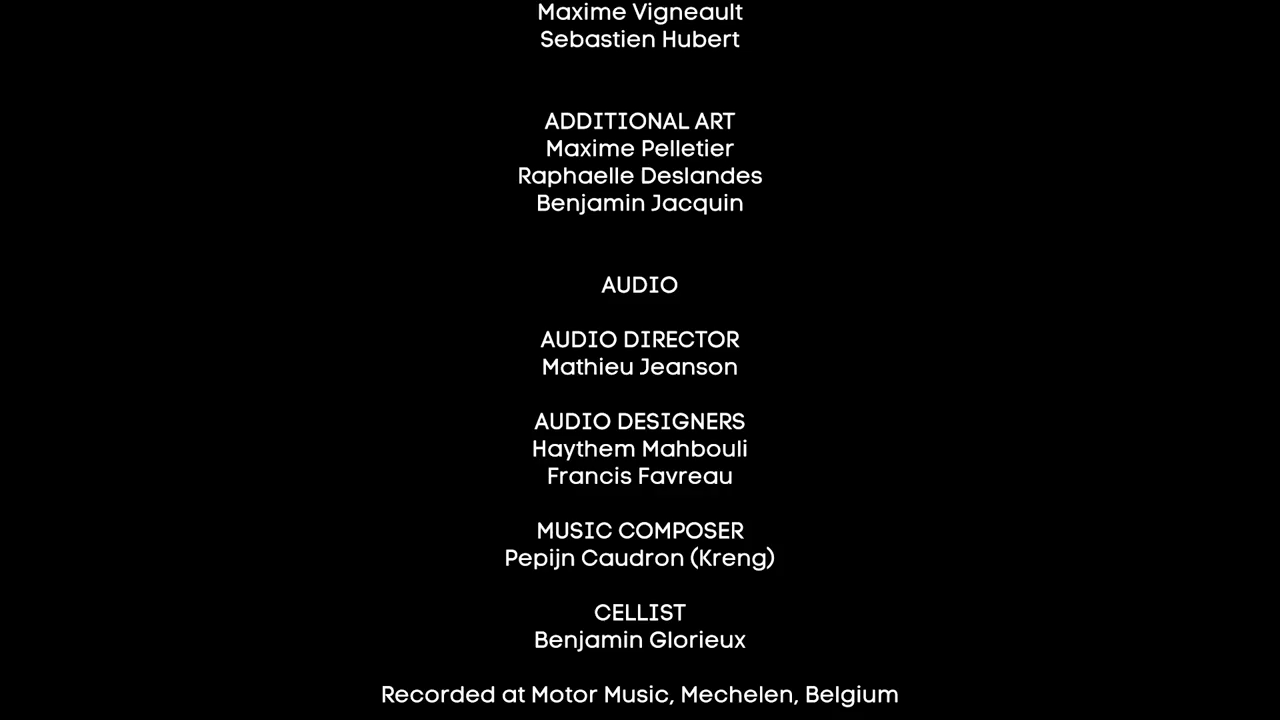 Maxime Vigneault
Sebastien Hubert
ADDITIONAL ART
Maxime Pelletier
Raphaelle Deslandes
Benjamin Jacquin
AUDIO
AUDIO DIRECTOR
Mathieu Jeanson
AUDIO DESIGNERS
Haythem Mahbouli
Francis Favreau
MUSIC COMPOSER
Pepijn Caudron (Kreng)
CELLIST
Benjamin Glorieux
Recorded at Motor Music, Mechelen, Belgium